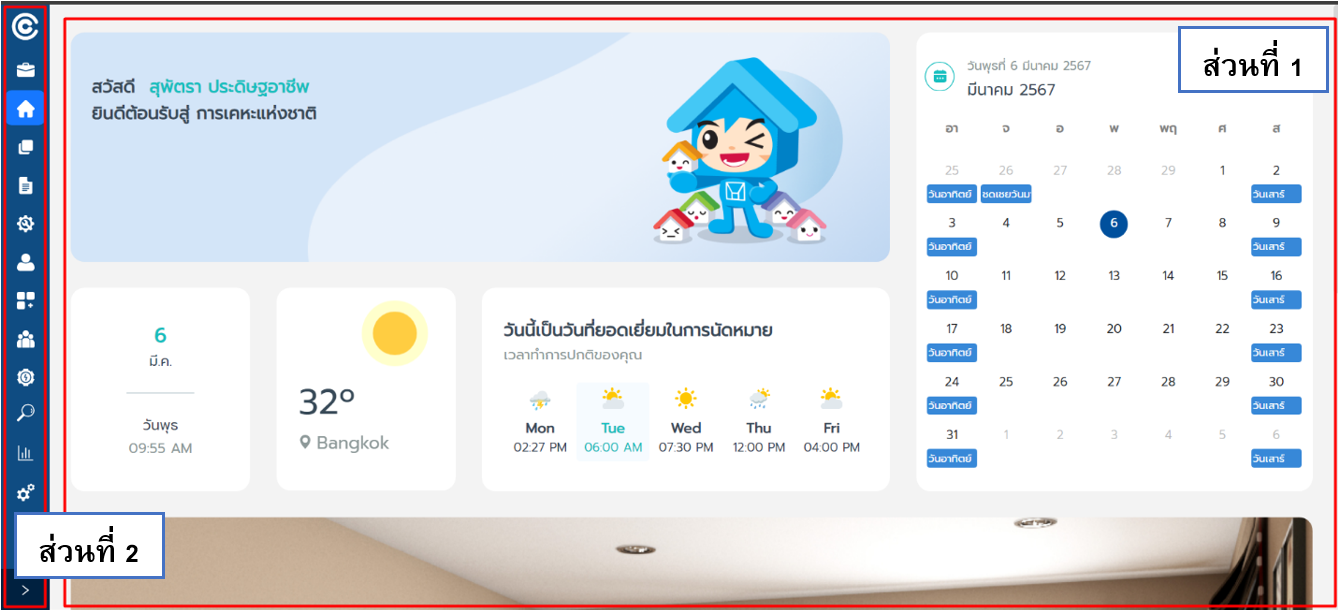 ส่วนที่ 1
สวัสดี สุพัตรา ประดิษฐอาชีพ
ยินดีต้อนรับสู่ การเคหะแห่งชาติ
วันพุธที่ 6 มีนาคม 2567
มีนาคม 2567
อา จ อ พ พฤ ศ ส
25 26 27 28 29 1 2
วันอาทิตย์ ชดเชยวันม วันเสาร์
3 4 5 6 7 8 9
วันอาทิตย์ วันเสาร์
10 11 12 13 14 15 16
วันอาทิตย์ วันเสาร์
17 18 19 20 21 22 23
วันอาทิตย์ วันเสาร์
24 25 26 27 28 29 30
วันอาทิตย์ วันเสาร์
31 1 2 3 4 5 6
วันอาทิตย์ วันเสาร์
6
มี.ค.
วันพุธ
09:55 AM
32°
Bangkok
วันนี้เป็นวันที่ยอดเยี่ยมในการนัดหมาย
เวลาทำการปกติของคุณ
Mon Tue Wed Thu Fri
02:27 PM 06:00 AM 07:30 PM 12:00 PM 04:00 PM
ส่วนที่ 2